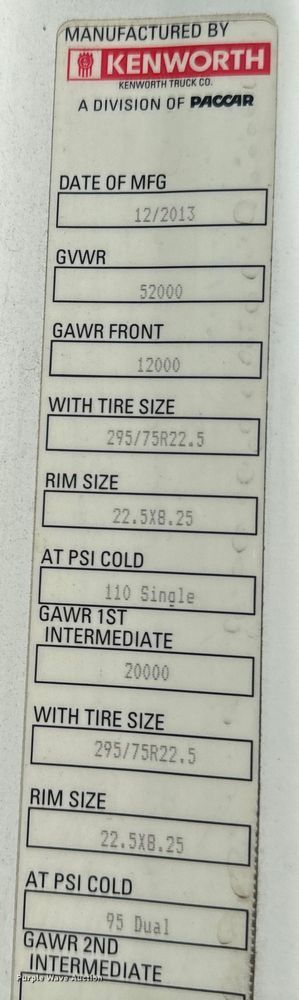 MANUFACTURED BY
KENWORTH
KENWORTH TRUCK CO.
A DIVISION OF PACCAR
DATE OF MFG
12/2013
GVWR
52000
GAWR FRONT
12000
WITH TIRE SIZE
295/75R22.5
RIM SIZE
22.5X8.25
AT PSI COLD
110 Single
GAWR 1ST
INTERMEDIATE
20000
WITH TIRE SIZE
295/75R22.5
RIM SIZE
22.5X8.25
AT PSI COLD
95 Dual
GAWR 2ND
INTERMEDIATE
Purple Wave Auction